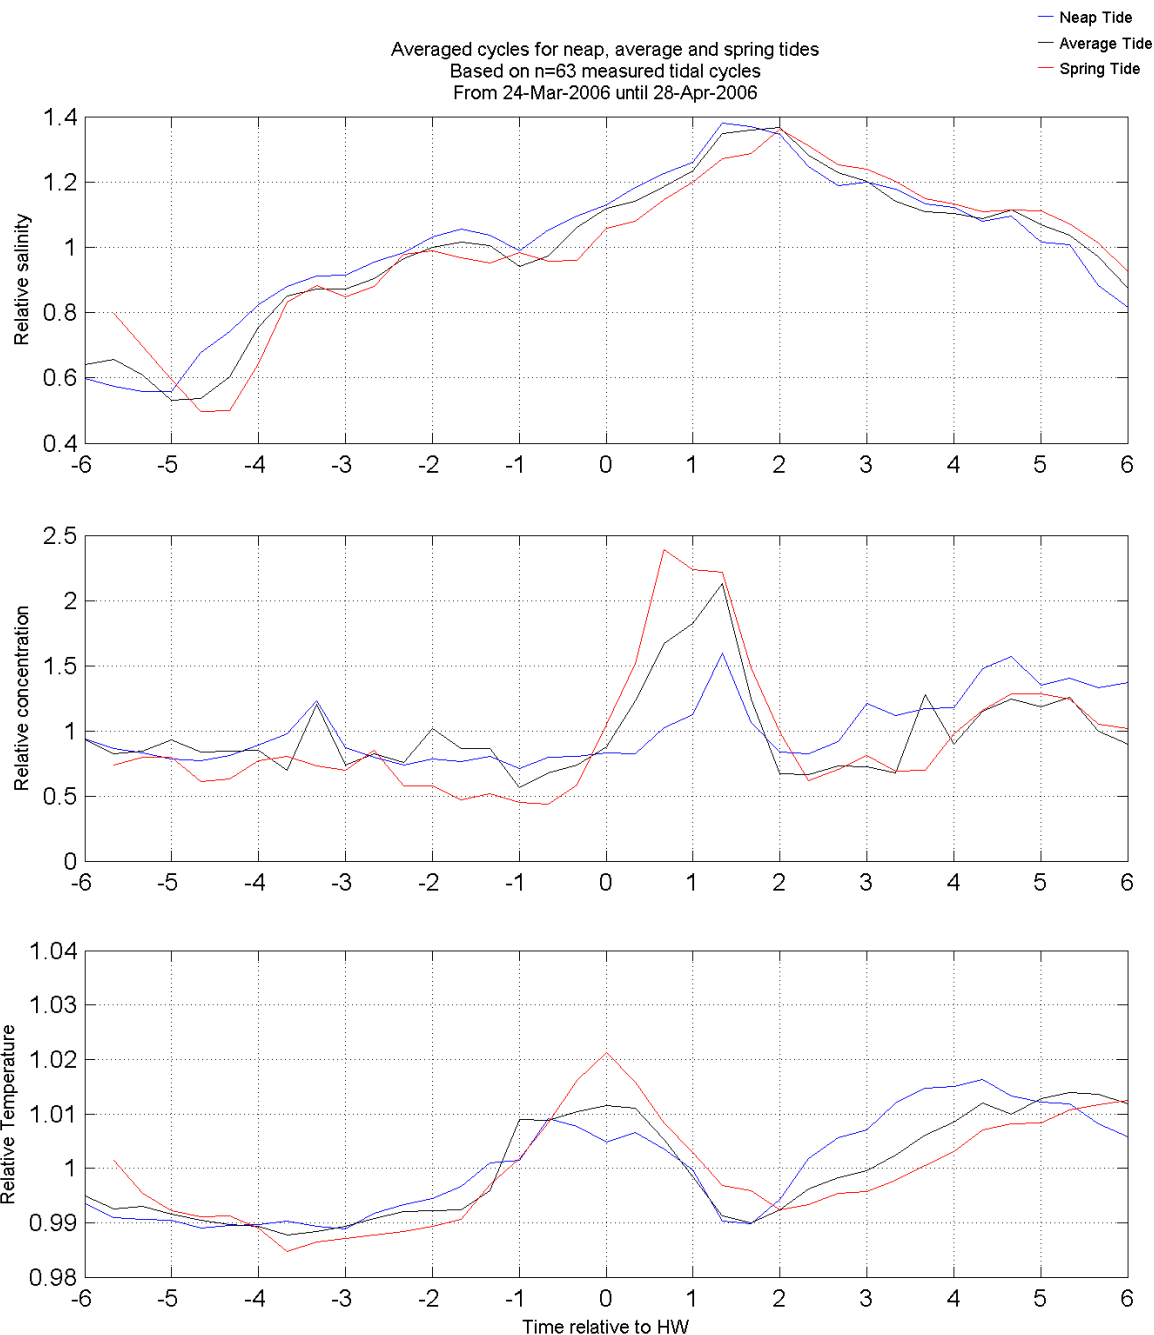 Neap Tide
Average Tide
Spring Tide
Averaged cycles for neap, average and spring tides
Based on n=63 measured tidal cycles
From 24-Mar-2006 until 28-Apr-2006
Relative salinity
1.4
1.2
1
0.8
0.6
0.4
-6 -5 -4 -3 -2 -1 0 1 2 3 4 5 6
Relative concentration
2.5
2
1.5
1
0.5
0
-6 -5 -4 -3 -2 -1 0 1 2 3 4 5 6
Relative Temperature
1.04
1.03
1.02
1.01
1
0.99
0.98
-6 -5 -4 -3 -2 -1 0 1 2 3 4 5 6
Time relative to HW